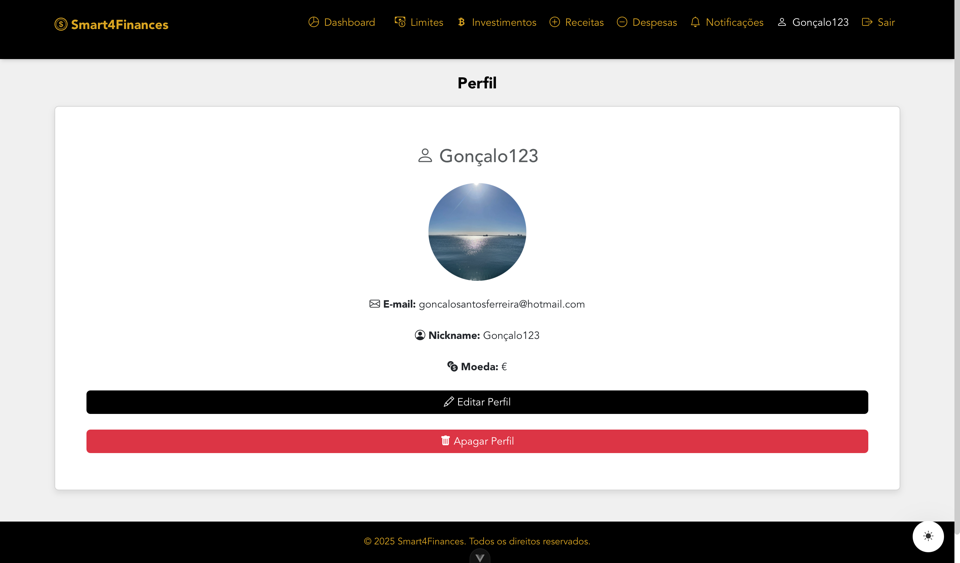 Smart4Finances
Dashboard Limites Investimentos Receitas Despesas Notificações Gonçalo123 Sair
Perfil
Gonçalo123
E-mail: goncalosantosferreira@hotmail.com
Nickname: Gonçalo123
Moeda: €
Editar Perfil
Apagar Perfil
© 2025 Smart4Finances. Todos os direitos reservados.